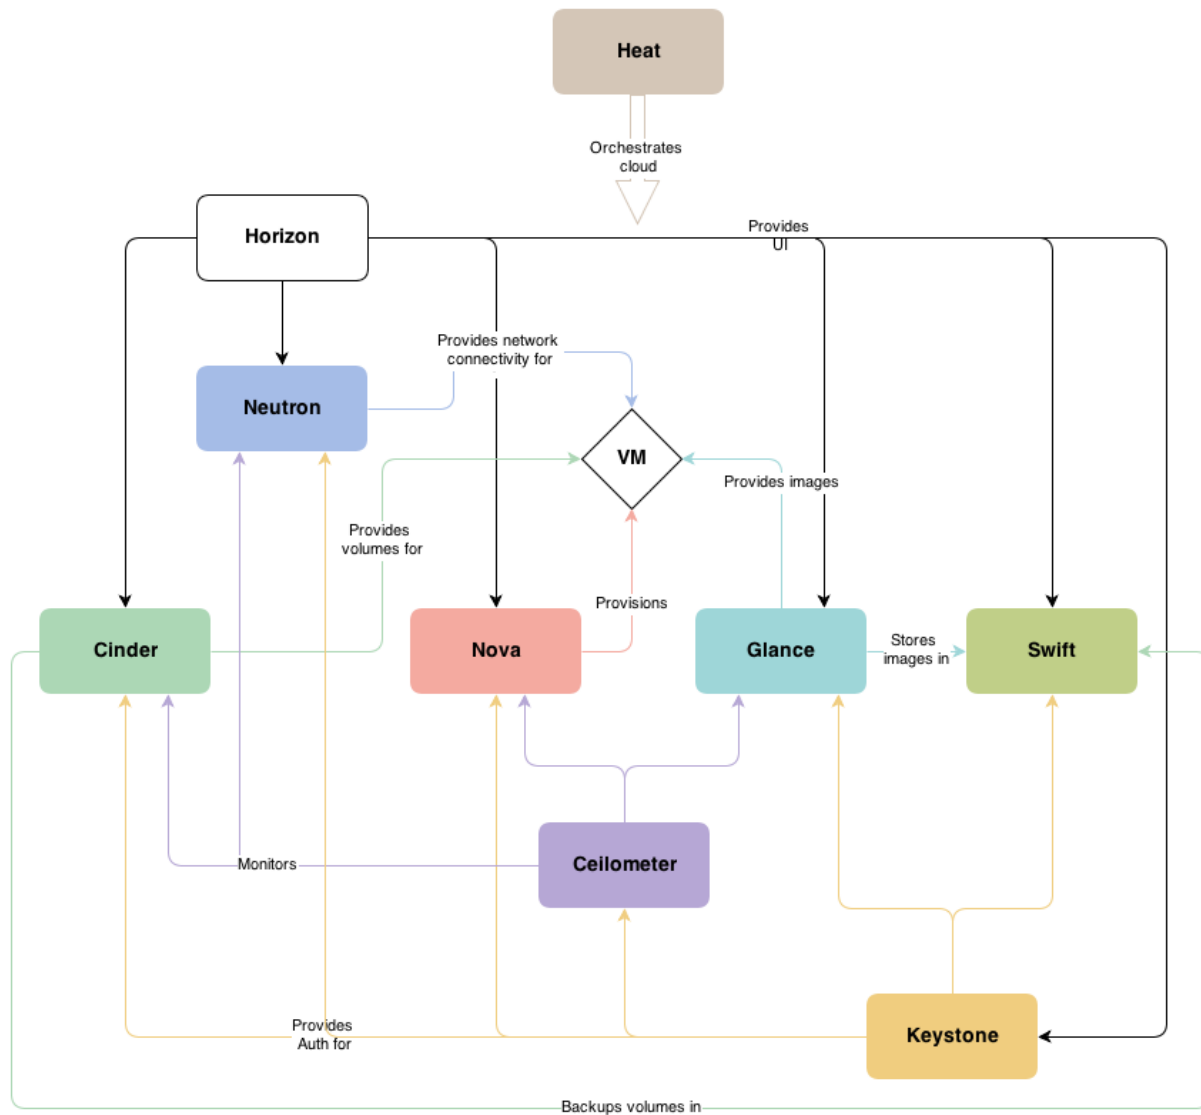 Heat
Orchestrates
cloud
Horizon
Provides
UI
Provides network
connectivity for
Neutron
VM
Provides images
Provides
volumes for
Provisions
Cinder
Nova
Glance
Stores
images in
Swift
Monitors
Ceilometer
Provides
Auth for
Keystone
Backups volumes in